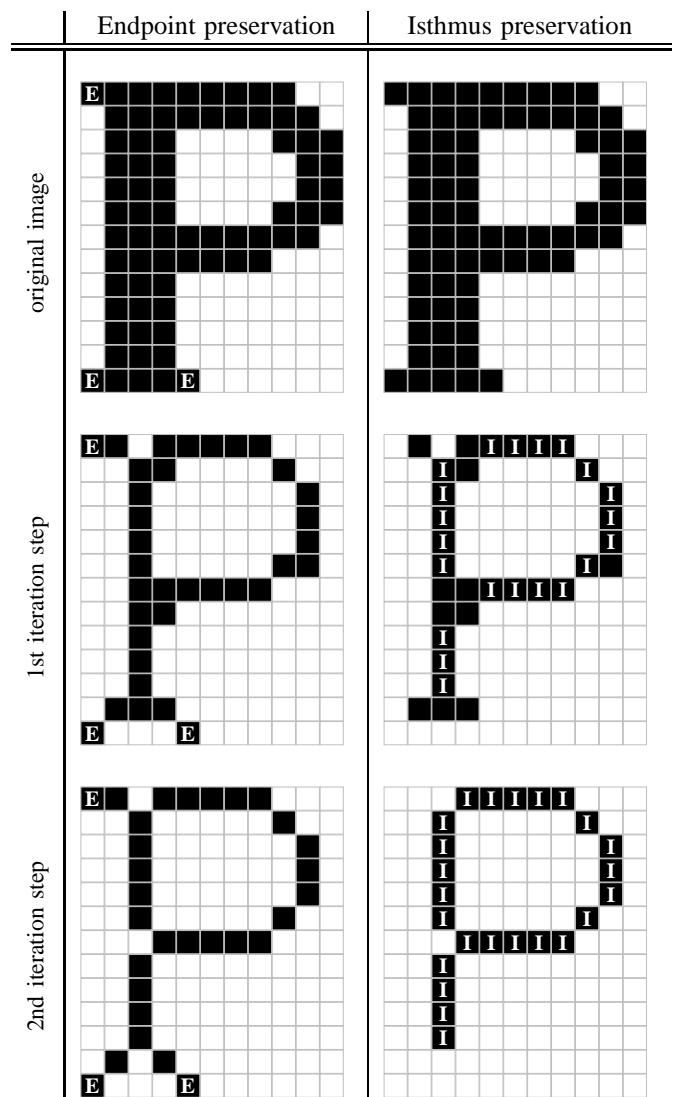 Endpoint preservation Isthmus preservation
original image
E
E E
1st iteration step
E I I I I
I I
I I
I I
I I
I I
I I I I
I
I
I
E E
2nd iteration step
E I I I I I
I I
I I
I I
I I
I I
I I I I I
I
I
I
I
E E